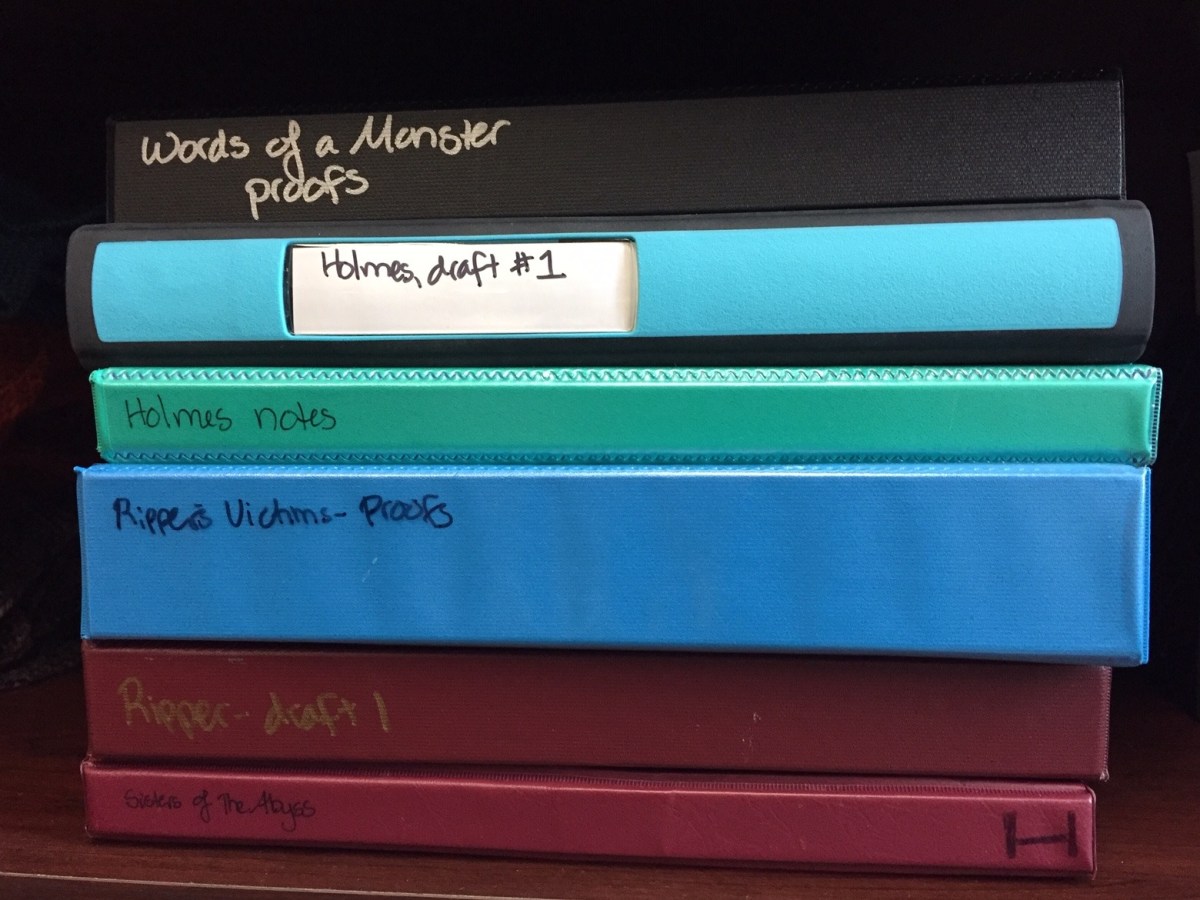 Words of a Monster
proofs
Holmes, draft #1
Holmes notes
Ripper's Victims- Proofs
Ripper- draft 1
Sisters of The Abyss
H